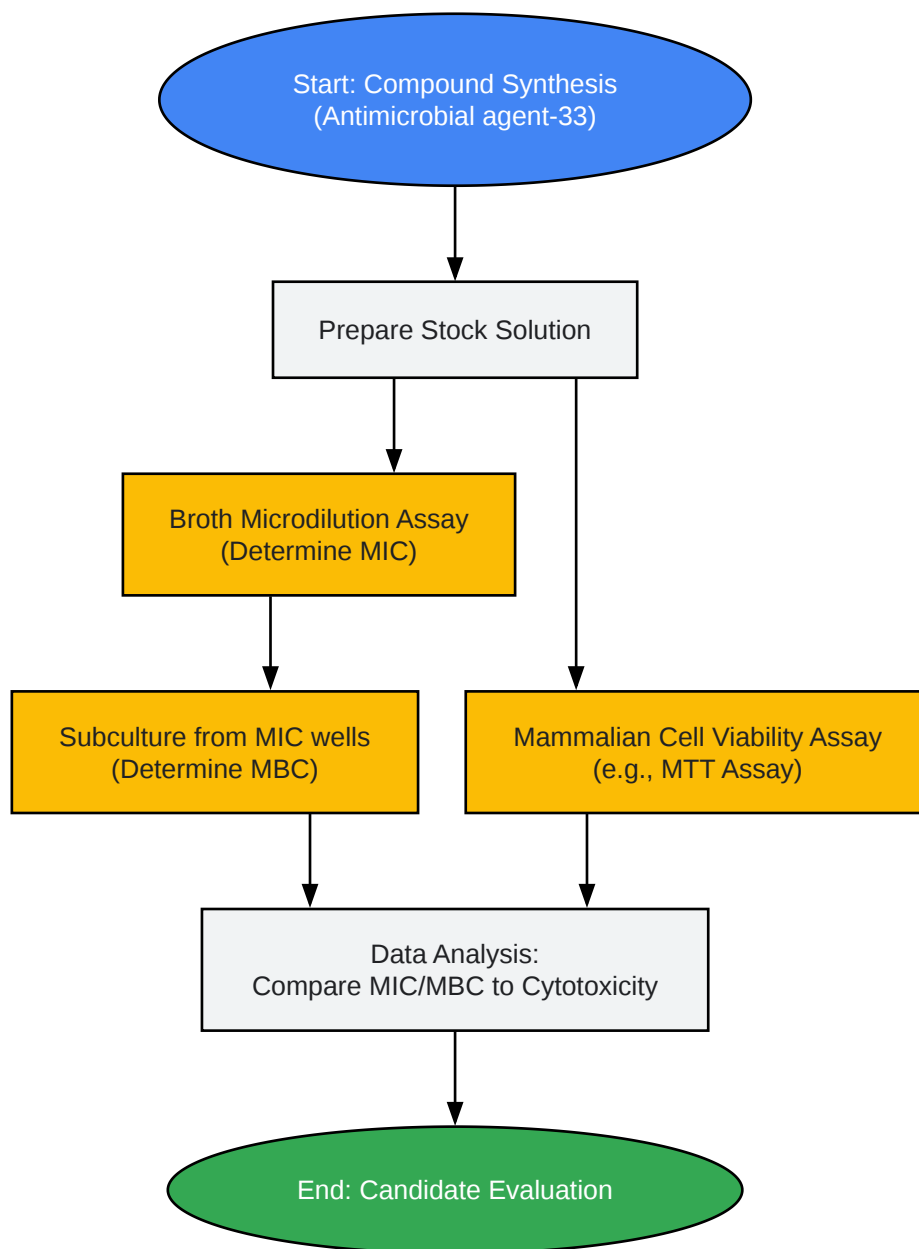 Start: Compound Synthesis
(Antimicrobial agent-33)
Prepare Stock Solution
Broth Microdilution Assay
(Determine MIC)
Subculture from MIC wells
(Determine MBC)
Mammalian Cell Viability Assay
(e.g., MTT Assay)
Data Analysis:
Compare MIC/MBC to Cytotoxicity
End: Candidate Evaluation